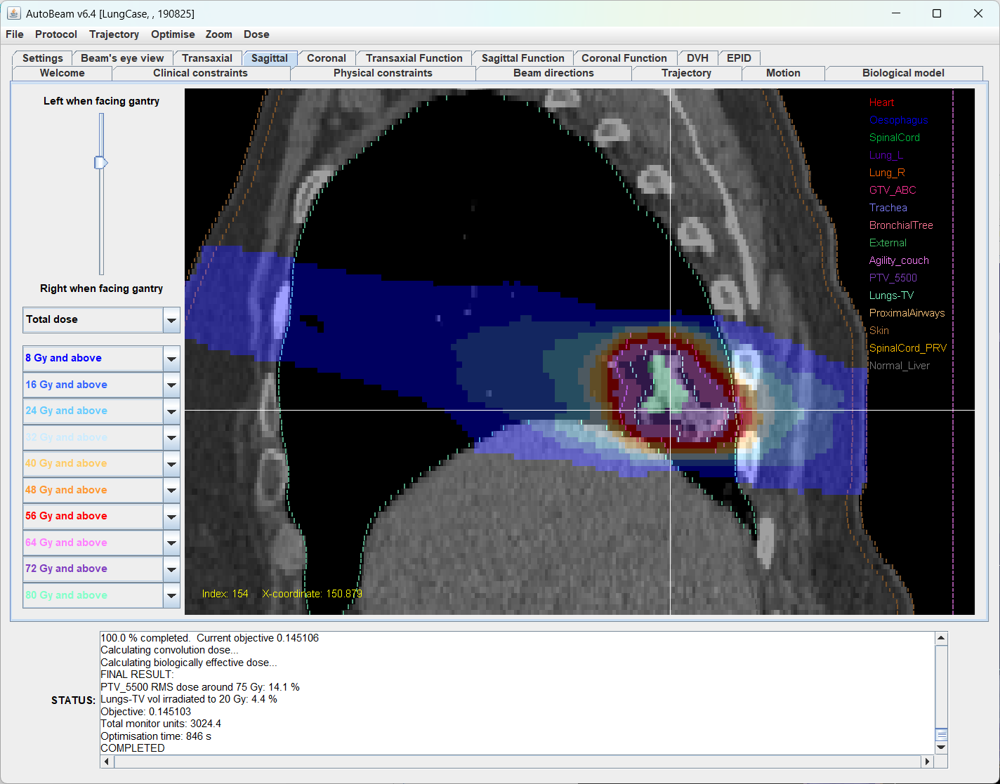 AutoBeam v6.4 [LungCase, , 190825]
File Protocol Trajectory Optimise Zoom Dose
Settings Beam's eye view Transaxial Sagittal Coronal Transaxial Function Sagittal Function Coronal Function DVH EPID
Welcome Clinical constraints Physical constraints Beam directions Trajectory Motion Biological model
Left when facing gantry
Right when facing gantry
Total dose
8 Gy and above
16 Gy and above
24 Gy and above
32 Gy and above
40 Gy and above
48 Gy and above
56 Gy and above
64 Gy and above
72 Gy and above
80 Gy and above
Heart
Oesophagus
SpinalCord
Lung_L
Lung_R
GTV_ABC
Trachea
BronchialTree
External
Agility_couch
PTV_5500
Lungs-TV
ProximalAirways
Skin
SpinalCord_PRV
Normal_Liver
Index: 154 X-coordinate: 150.879
STATUS:
100.0 % completed. Current objective 0.145106
Calculating convolution dose...
Calculating biologically effective dose...
FINAL RESULT:
PTV_5500 RMS dose around 75 Gy: 14.1 %
Lungs-TV vol irradiated to 20 Gy: 4.4 %
Objective: 0.145103
Total monitor units: 3024.4
Optimisation time: 846 s
COMPLETED